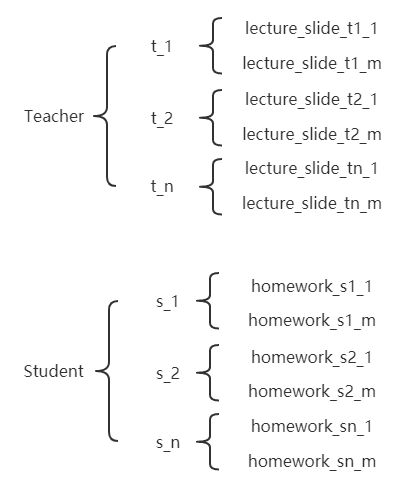 Teacher
t_1
lecture_slide_t1_1
lecture_slide_t1_m
t_2
lecture_slide_t2_1
lecture_slide_t2_m
t_n
lecture_slide_tn_1
lecture_slide_tn_m
Student
s_1
homework_s1_1
homework_s1_m
s_2
homework_s2_1
homework_s2_m
s_n
homework_sn_1
homework_sn_m